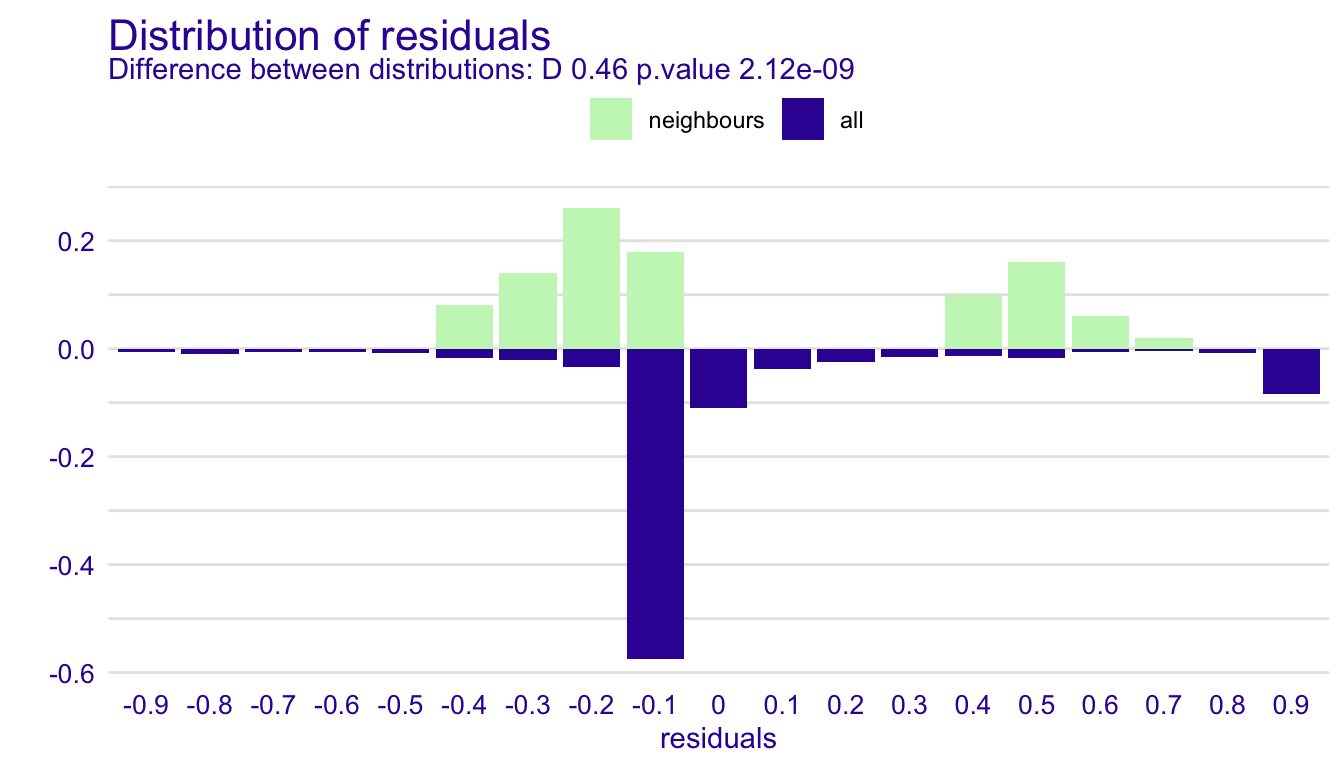 Distribution of residuals
Difference between distributions: D 0.46 p.value 2.12e-09
neighbours all
0.2
0.0
-0.2
-0.4
-0.6
-0.9 -0.8 -0.7 -0.6 -0.5 -0.4 -0.3 -0.2 -0.1 0 0.1 0.2 0.3 0.4 0.5 0.6 0.7 0.8 0.9
residuals